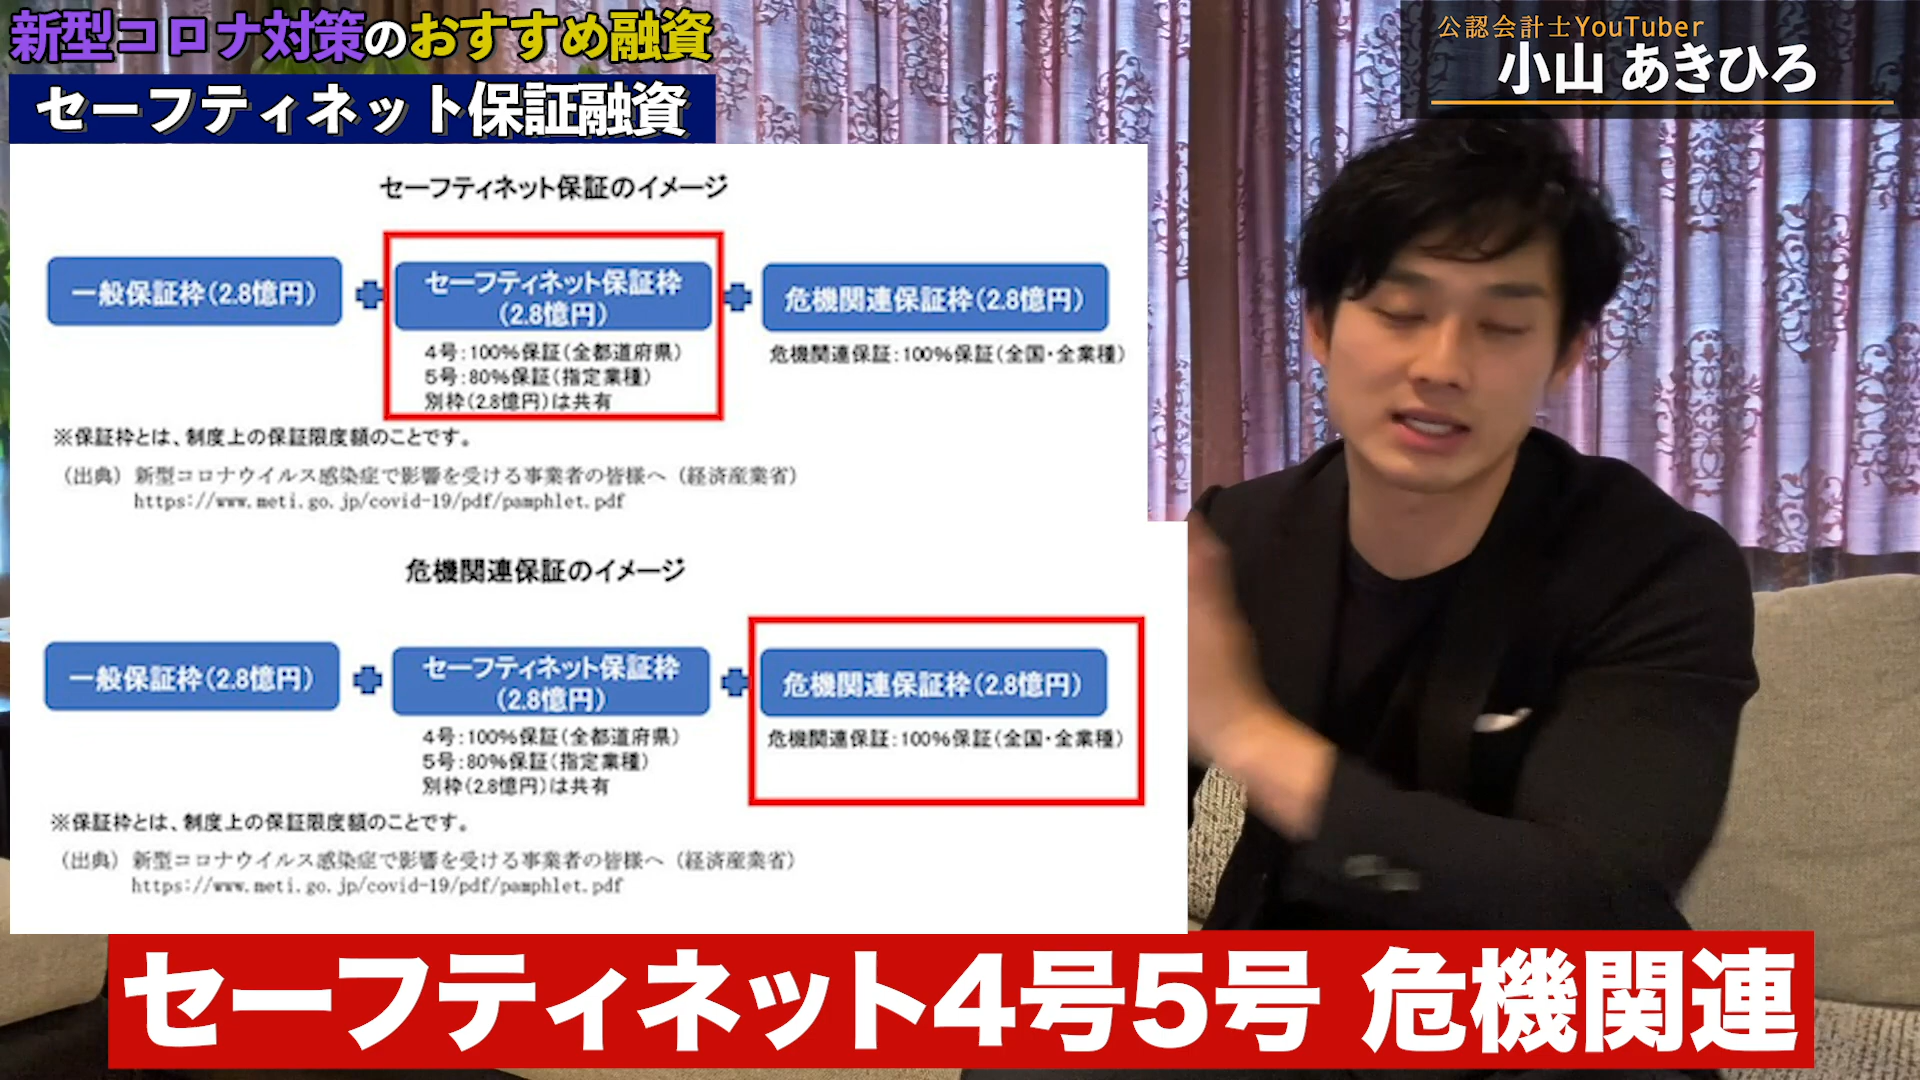 新型コロナ対策のおすすめ融資
セーフティネット保証融資
公認会計士YouTuber
小山 あきひろ
セーフティネット保証のイメージ
一般保証枠(2.8億円)
セーフティネット保証枠
(2.8億円)
危機関連保証枠(2.8億円)
4号:100%保証(全都道府県)
5号:80%保証(指定業種)
別枠(2.8億円)は共有
危機関連保証:100%保証(全国・全業種)
※保証枠とは、制度上の保証限度額のことです。
(出典)新型コロナウイルス感染症で影響を受ける事業者の皆様へ(経済産業省)
https://www.meti.go.jp/covid-19/pdf/pamphlet.pdf
危機関連保証のイメージ
一般保証枠(2.8億円)
セーフティネット保証枠
(2.8億円)
危機関連保証枠(2.8億円)
4号:100%保証(全都道府県)
5号:80%保証(指定業種)
別枠(2.8億円)は共有
危機関連保証:100%保証(全国・全業種)
※保証枠とは、制度上の保証限度額のことです。
(出典)新型コロナウイルス感染症で影響を受ける事業者の皆様へ(経済産業省)
https://www.meti.go.jp/covid-19/pdf/pamphlet.pdf
セーフティネット4号5号 危機関連